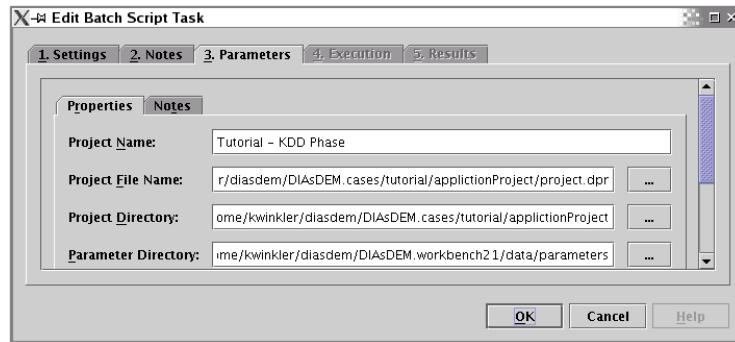 Edit Batch Script Task
1. Settings 2. Notes 3. Parameters 4. Execution 5. Results
Properties Notes
Project Name: Tutorial – KDD Phase
Project File Name: r/diasdem/DIAsDEM.cases/tutorial/applictionProject/project.dpr ...
Project Directory: ome/kwinkler/diasdem/DIAsDEM.cases/tutorial/applictionProject ...
Parameter Directory: ome/kwinkler/diasdem/DIAsDEM.workbench21/data/parameters ...
OK Cancel Help